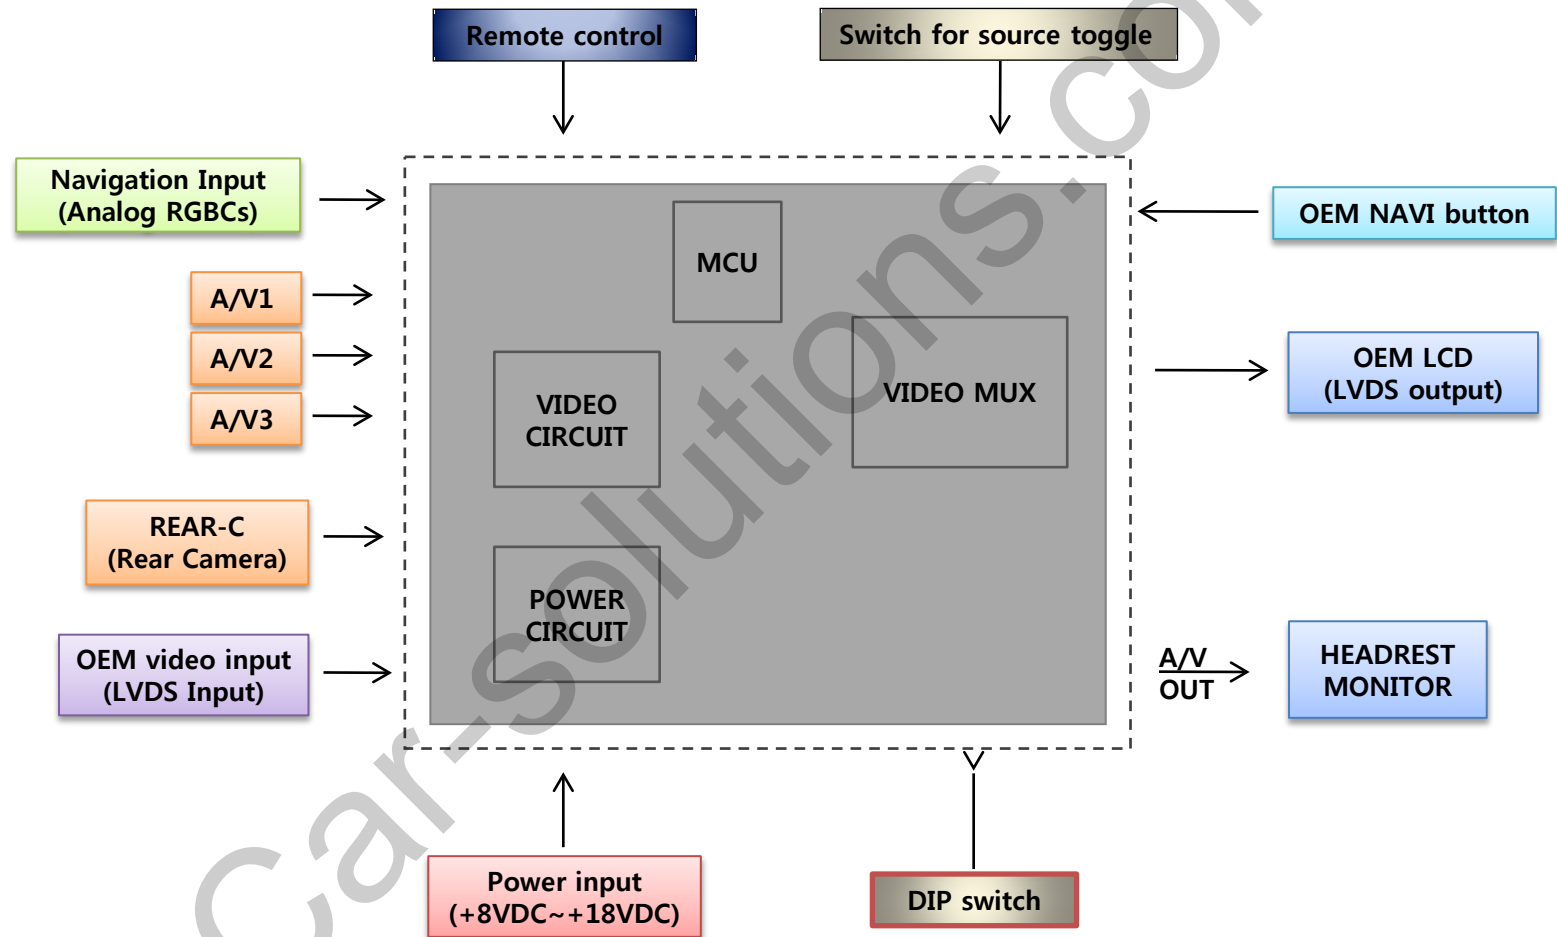 Remote control
Switch for source toggle
Navigation Input
(Analog RGBCs)
OEM NAVI button
MCU
A/V1
A/V2
A/V3
VIDEO
CIRCUIT
VIDEO MUX
OEM LCD
(LVDS output)
REAR-C
(Rear Camera)
POWER
CIRCUIT
OEM video input
(LVDS Input)
A/V
OUT
HEADREST
MONITOR
Power input
(+8VDC~+18VDC)
DIP switch
Car-solutions.com